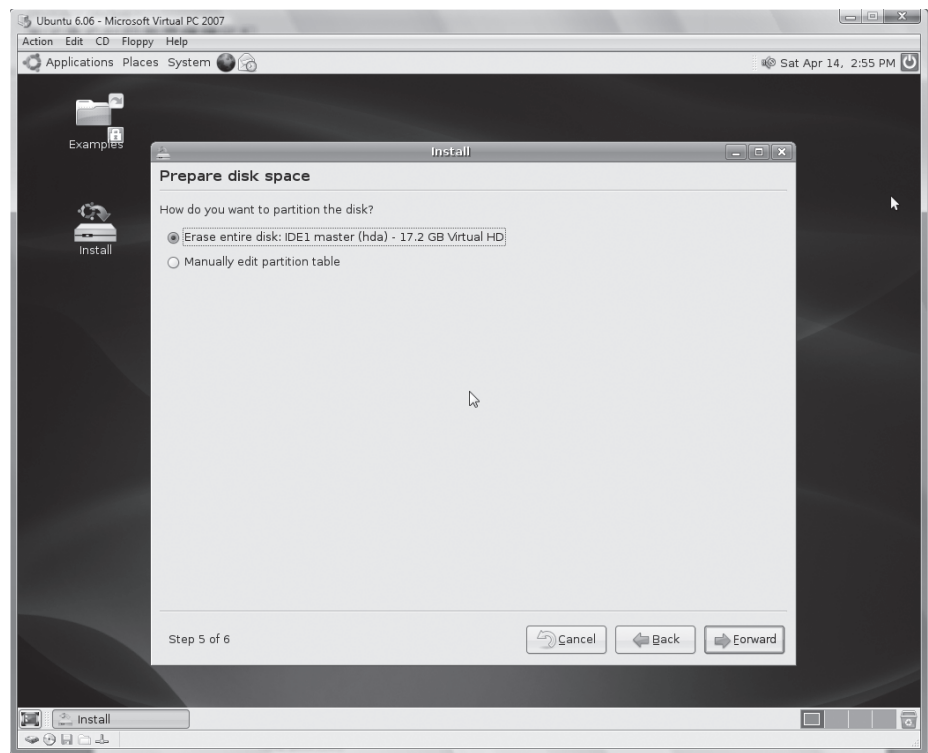 Ubuntu 6.06 - Microsoft Virtual PC 2007
Action Edit CD Floppy Help
Applications Places System
Sat Apr 14, 2:55 PM
Examples
Install
Install
Prepare disk space
How do you want to partition the disk?
Erase entire disk: IDE1 master (hda) - 17.2 GB Virtual HD
Manually edit partition table
Step 5 of 6
Cancel
Back
Forward
Install